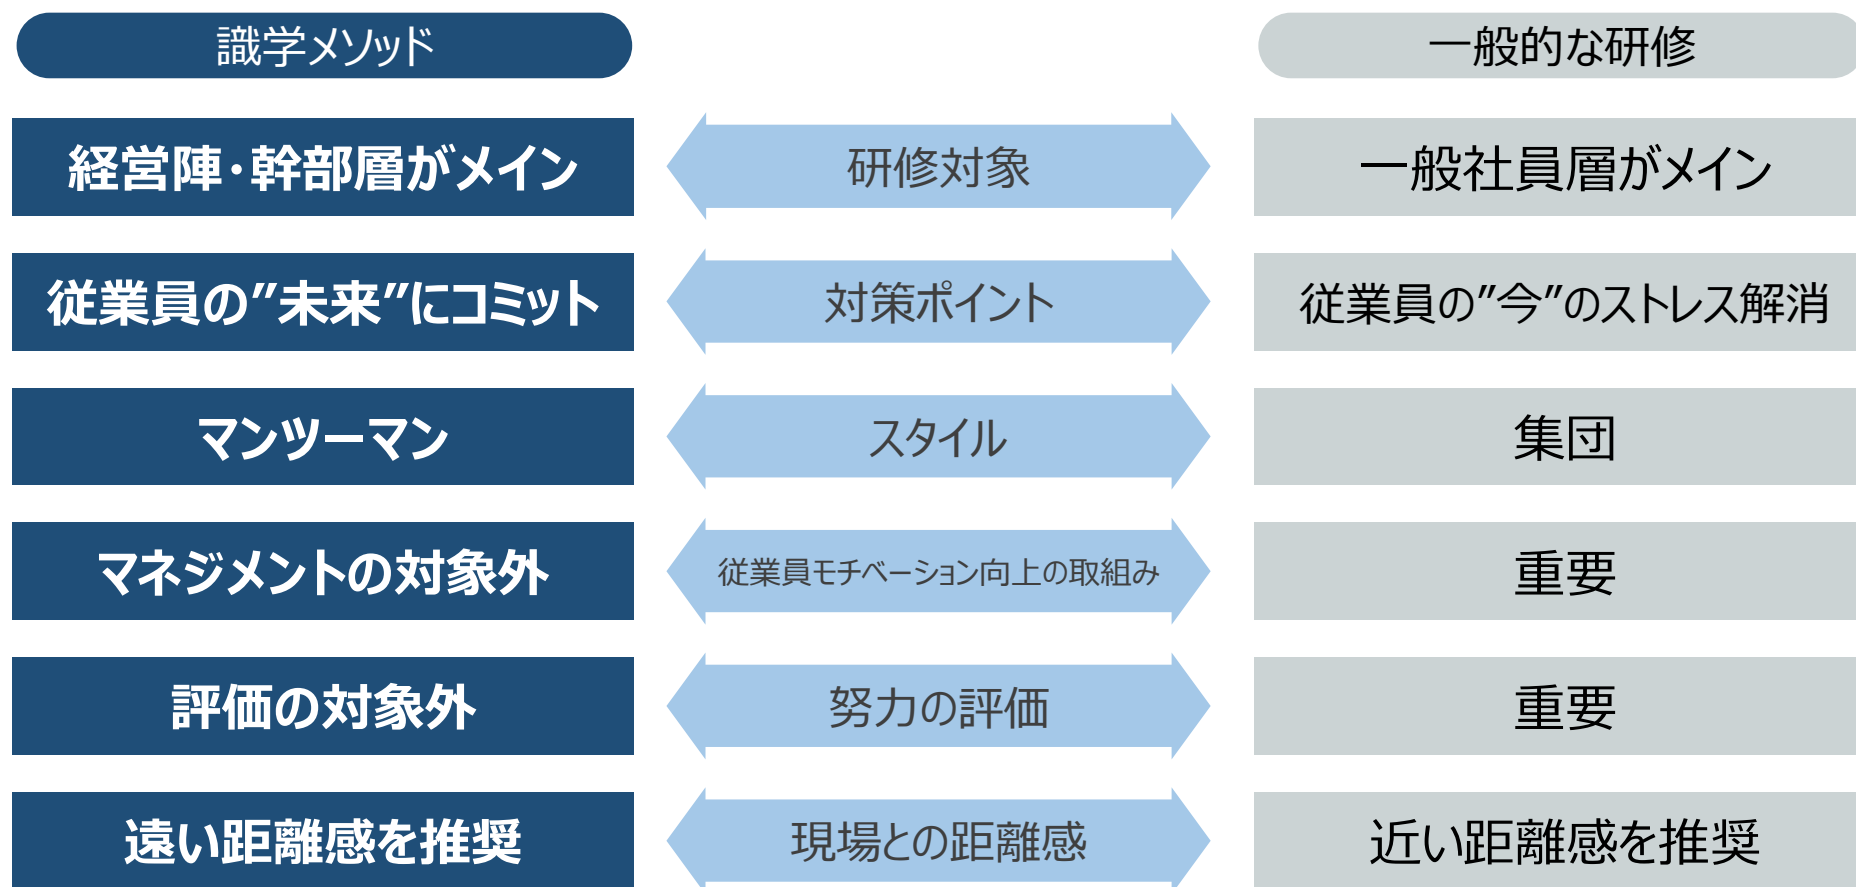 識学メソッド
一般的な研修
経営陣・幹部層がメイン
研修対象
一般社員層がメイン
従業員の”未来”にコミット
対策ポイント
従業員の”今”のストレス解消
マンツーマン
スタイル
集団
マネジメントの対象外
従業員モチベーション向上の取組み
重要
評価の対象外
努力の評価
重要
遠い距離感を推奨
現場との距離感
近い距離感を推奨